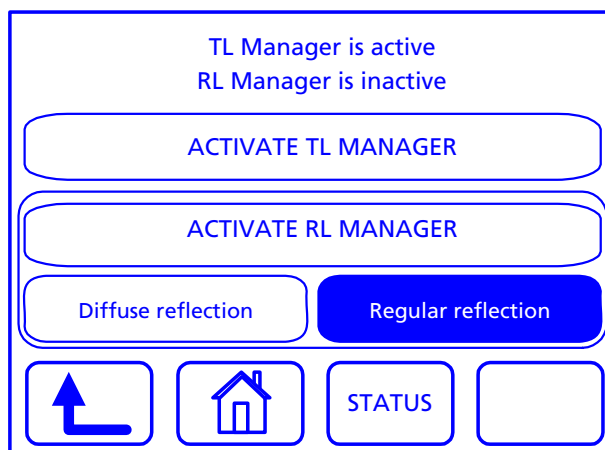 TL Manager is active
RL Manager is inactive
ACTIVATE TL MANAGER
ACTIVATE RL MANAGER
Diffuse reflection
Regular reflection
STATUS